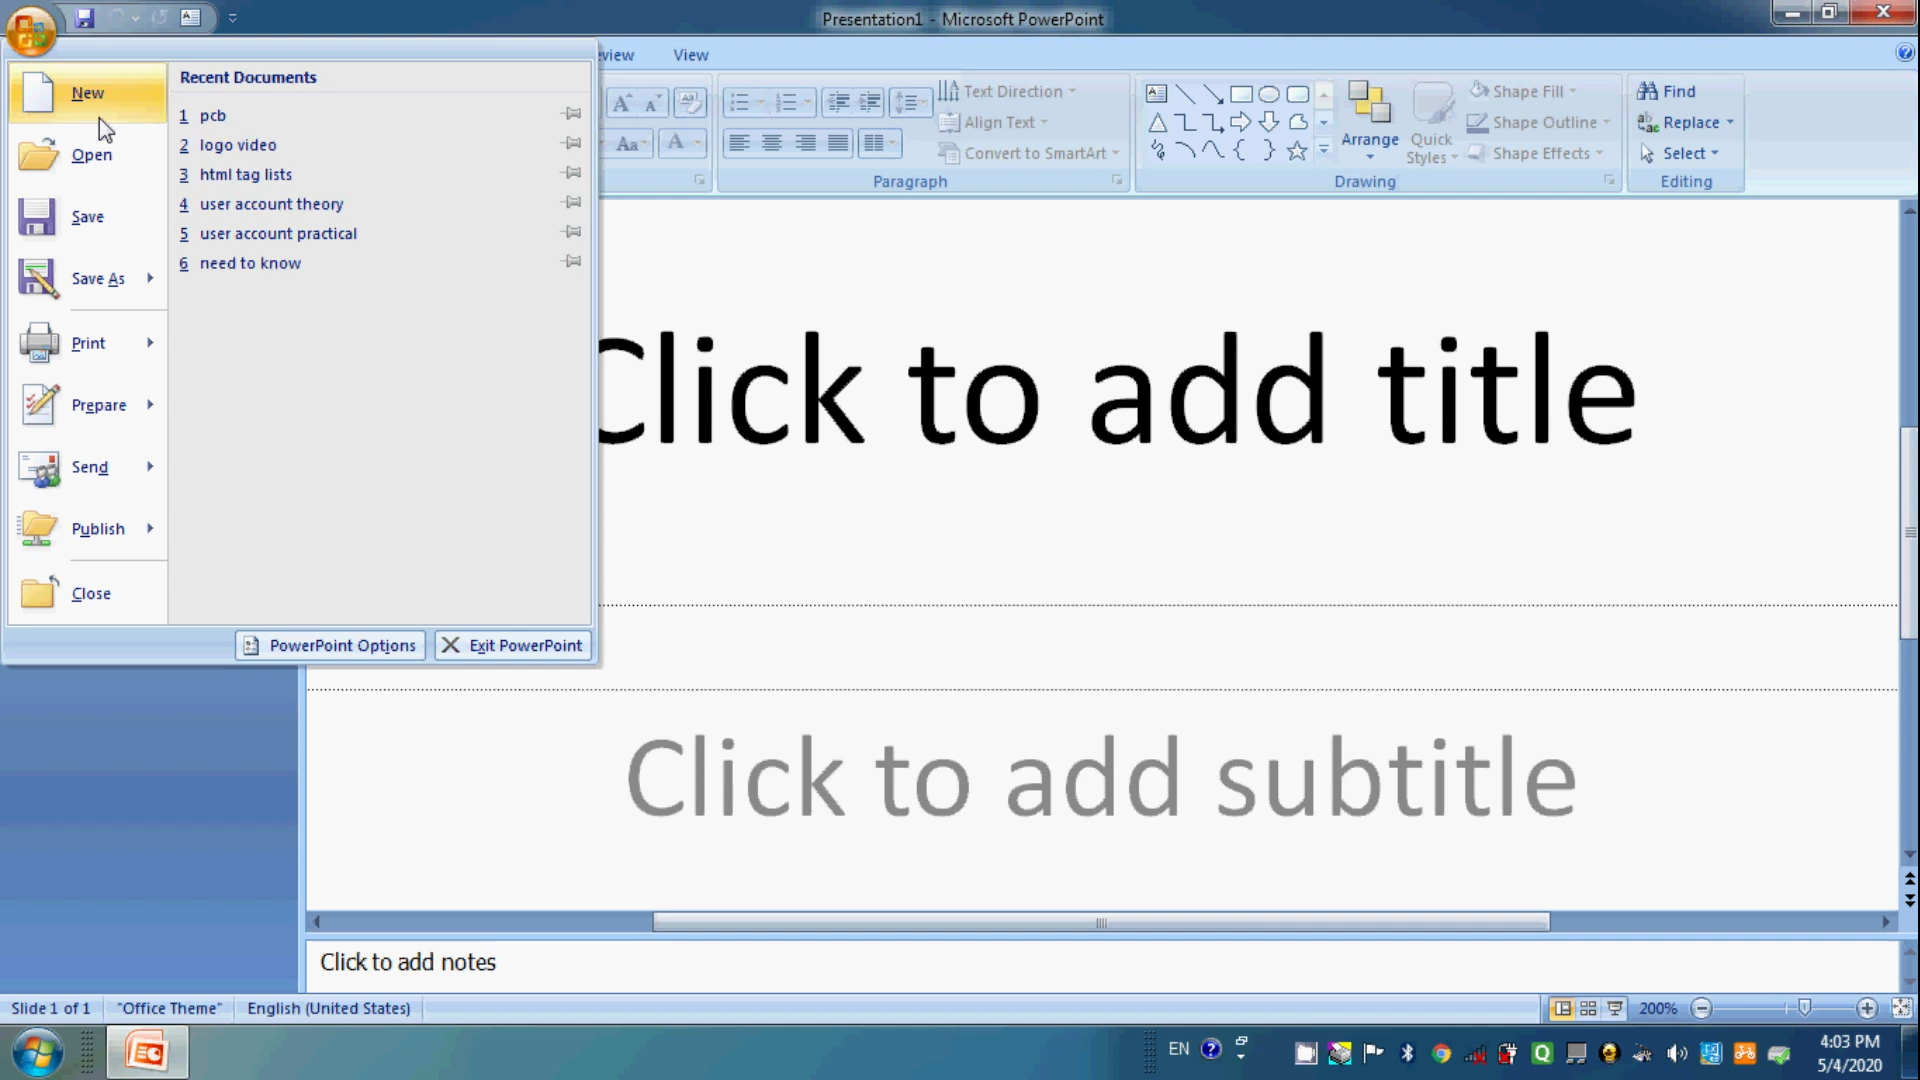 Presentation1 - Microsoft PowerPoint
View
New
Open
Save
Save As
Print
Prepare
Send
Publish
Close
Recent Documents
1 pcb
2 logo video
3 html tag lists
4 user account theory
5 user account practical
6 need to know
PowerPoint Options
Exit PowerPoint
Aa
A
Text Direction
Align Text
Convert to SmartArt
Paragraph
Arrange
Quick Styles
Shape Fill
Shape Outline
Shape Effects
Drawing
Find
Replace
Select
Editing
Click to add title
Click to add subtitle
Click to add notes
Slide 1 of 1
"Office Theme"
English (United States)
200%
EN
4:03 PM
5/4/2020